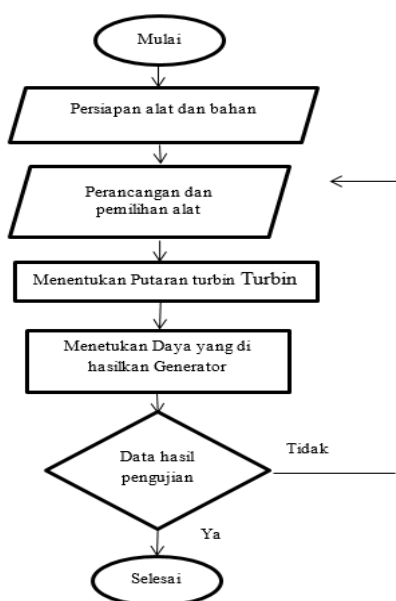 Mulai
Persiapan alat dan bahan
Perancangan dan
pemilihan alat
Menentukan Putaran turbin Turbin
Menetukan Daya yang di
hasilkan Generator
Data hasil
pengujian
Tidak
Ya
Selesai